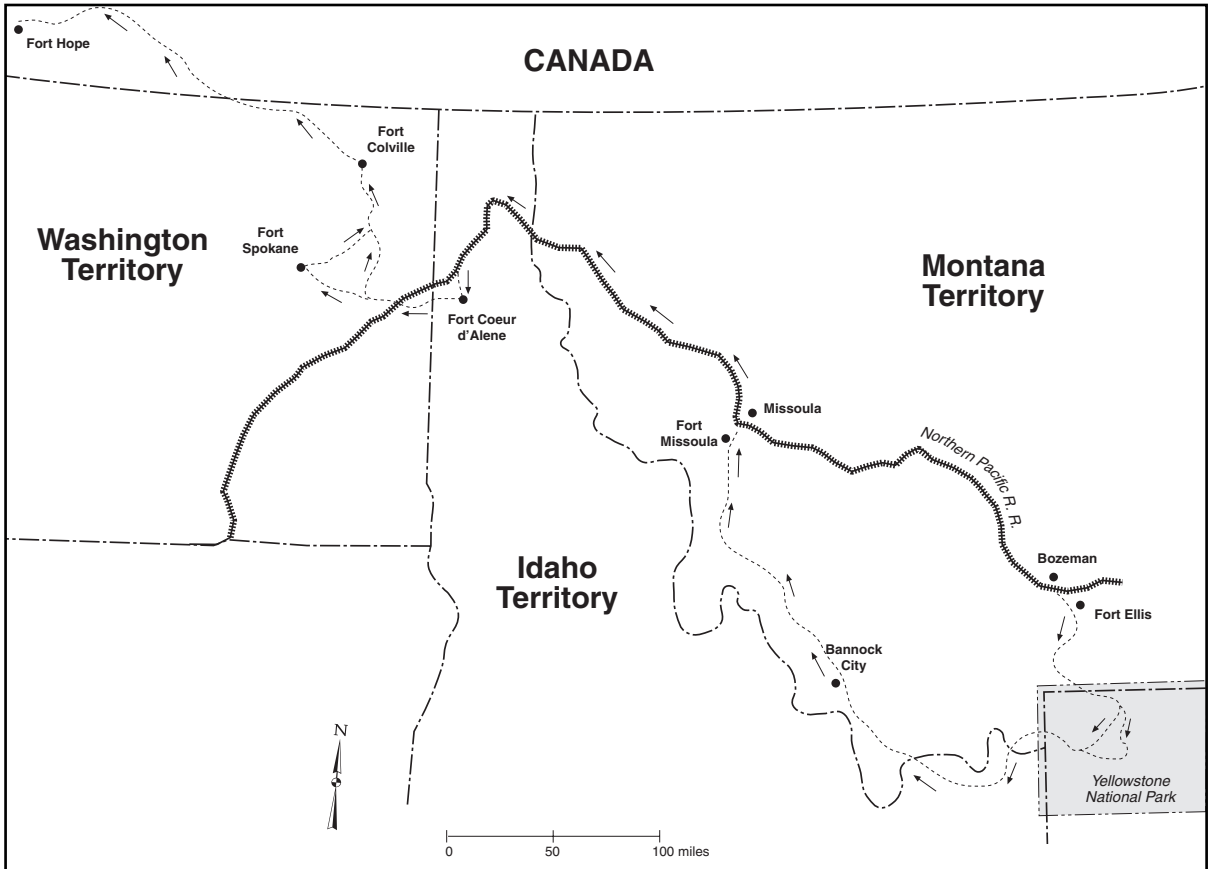 Fort Hope
CANADA
Fort
Colville
Washington
Territory
Fort
Spokane
Montana
Territory
Fort Coeur
d'Alene
Missoula
Fort
Missoula
Northern Pacific R. R.
Idaho
Territory
Bozeman
Fort Ellis
Bannock
City
N
Yellowstone
National Park
0 50 100 miles